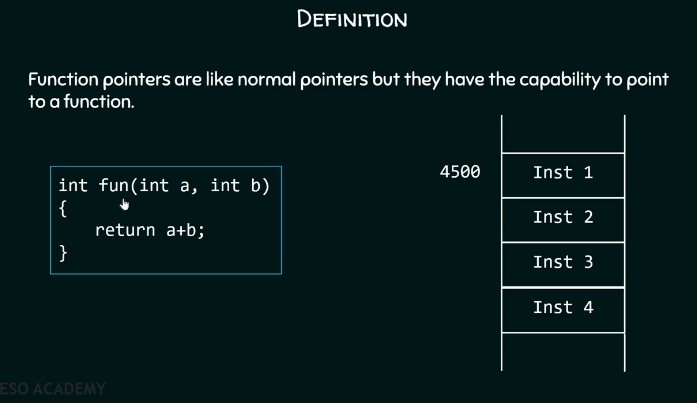 DEFINITION
Function pointers are like normal pointers but they have the capability to point
to a function.
int fun(int a, int b)
{
return a+b;
}
4500
Inst 1
Inst 2
Inst 3
Inst 4
ESO ACADEMY